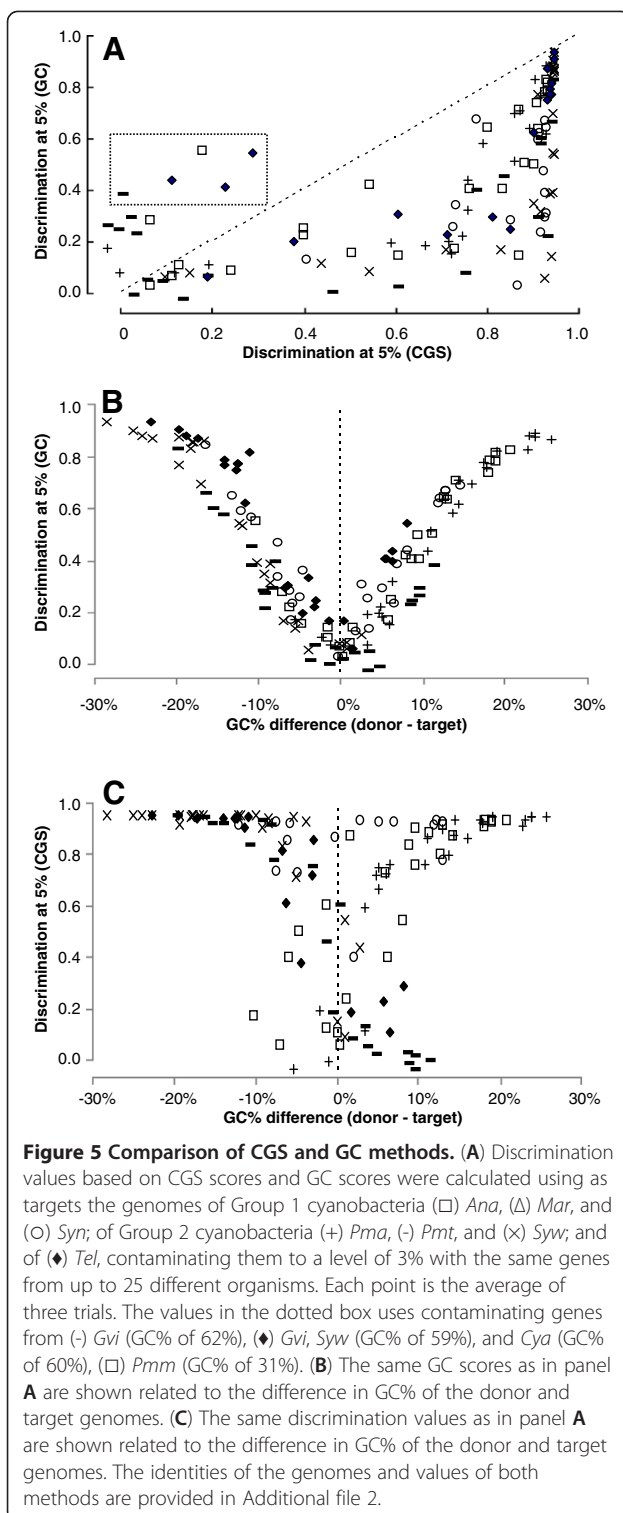 A
Discrimination at 5% (GC)
1.0
0.8
0.6
0.4
0.2
0.0
0
0.2
0.4
0.6
0.8
1.0
Discrimination at 5% (CGS)
B
Discrimination at 5% (GC)
1.0
0.8
0.6
0.4
0.2
0.0
-30%
-20%
-10%
0%
10%
20%
30%
GC% difference (donor - target)
C
Discrimination at 5% (CGS)
1.0
0.8
0.6
0.4
0.2
0.0
-30%
-20%
-10%
0%
10%
20%
30%
GC% difference (donor - target)
Figure 5 Comparison of CGS and GC methods. (A) Discrimination
values based on CGS scores and GC scores were calculated using as
targets the genomes of Group 1 cyanobacteria (□) Ana, (Δ) Mar, and
(O) Syn; of Group 2 cyanobacteria (+) Pma, (-) Pmt, and (×) Syw; and
of (♦) Tel, contaminating them to a level of 3% with the same genes
from up to 25 different organisms. Each point is the average of
three trials. The values in the dotted box uses contaminating genes
from (-) Gvi (GC% of 62%), (♦) Gvi, Syw (GC% of 59%), and Cya (GC%
of 60%), (□) Pmm (GC% of 31%). (B) The same GC scores as in panel
A are shown related to the difference in GC% of the donor and
target genomes. (C) The same discrimination values as in panel A
are shown related to the difference in GC% of the donor and target
genomes. The identities of the genomes and values of both
methods are provided in Additional file 2.